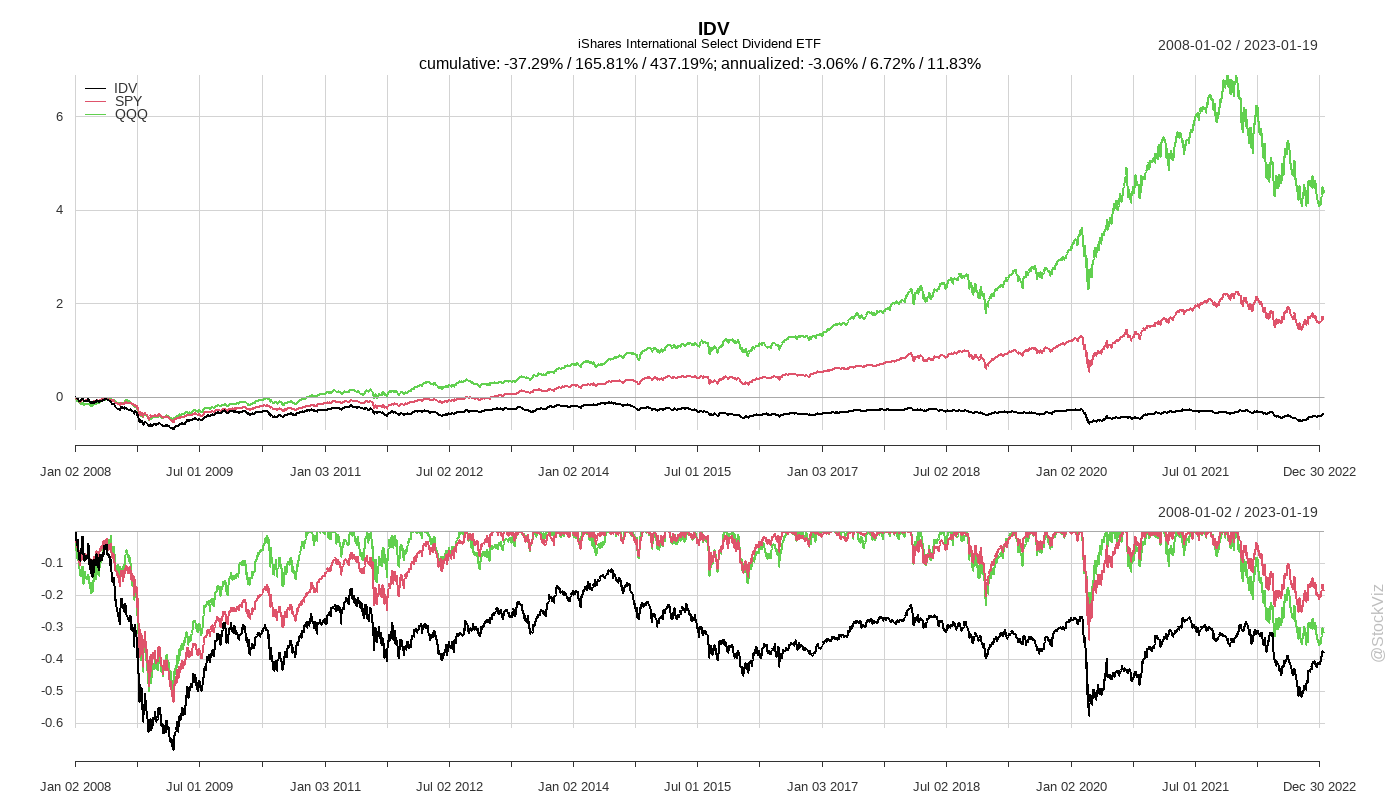 IDV
iShares International Select Dividend ETF
2008-01-02 / 2023-01-19
cumulative: -37.29% / 165.81% / 437.19%; annualized: -3.06% / 6.72% / 11.83%
IDV
SPY
QQQ
6
4
2
0
Jan 02 2008 Jul 01 2009 Jan 03 2011 Jul 02 2012 Jan 02 2014 Jul 01 2015 Jan 03 2017 Jul 02 2018 Jan 02 2020 Jul 01 2021 Dec 30 2022
2008-01-02 / 2023-01-19
-0.1
-0.2
-0.3
-0.4
-0.5
-0.6
Jan 02 2008 Jul 01 2009 Jan 03 2011 Jul 02 2012 Jan 02 2014 Jul 01 2015 Jan 03 2017 Jul 02 2018 Jan 02 2020 Jul 01 2021 Dec 30 2022
@StockViz